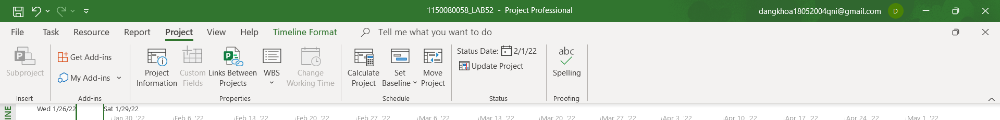 1150080058_LAB52 - Project Professional
dangkhoa18052004qni@gmail.com D
File Task Resource Report Project View Help Timeline Format Tell me what you want to do
Subproject
Insert
Get Add-ins
My Add-ins
Add-ins
Project Information
Custom Fields
Links Between Projects
WBS
Change Working Time
Properties
Calculate Project
Set Baseline
Move Project
Schedule
Status Date: 2/1/22
Update Project
Status
abc
Spelling
Proofing
INE
Wed 1/26/22 Sat 1/29/22
Jan 30, '22 Feb 6, '22 Feb 13, '22 Feb 20, '22 Feb 27, '22 Mar 6, '22 Mar 13, '22 Mar 20, '22 Mar 27, '22 Apr 3, '22 Apr 10, '22 Apr 17, '22 Apr 24, '22 May 1, '22